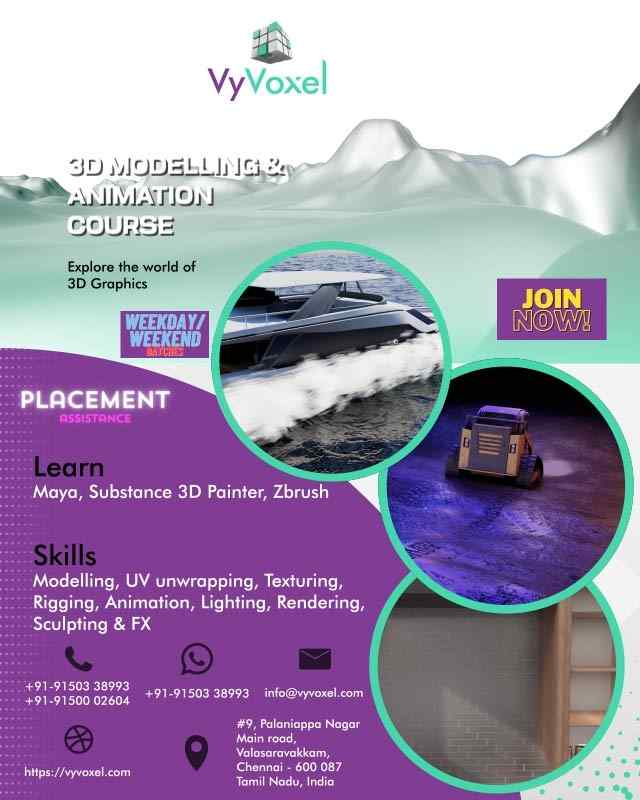 VyVoxel
3D MODELLING &
ANIMATION
COURSE
Explore the world of
3D Graphics
WEEKDAY/
WEEKEND
BATCHES
JOIN
NOW!
PLACEMENT
ASSISTANCE
Learn
Maya, Substance 3D Painter, Zbrush
Skills
Modelling, UV unwrapping, Texturing,
Rigging, Animation, Lighting, Rendering,
Sculpting & FX
+91-91503 38993
+91-91500 02604
+91-91503 38993
info@vyvoxel.com
https://vyvoxel.com
#9, Palaniappa Nagar
Main road,
Valasaravakkam,
Chennai - 600 087
Tamil Nadu, India